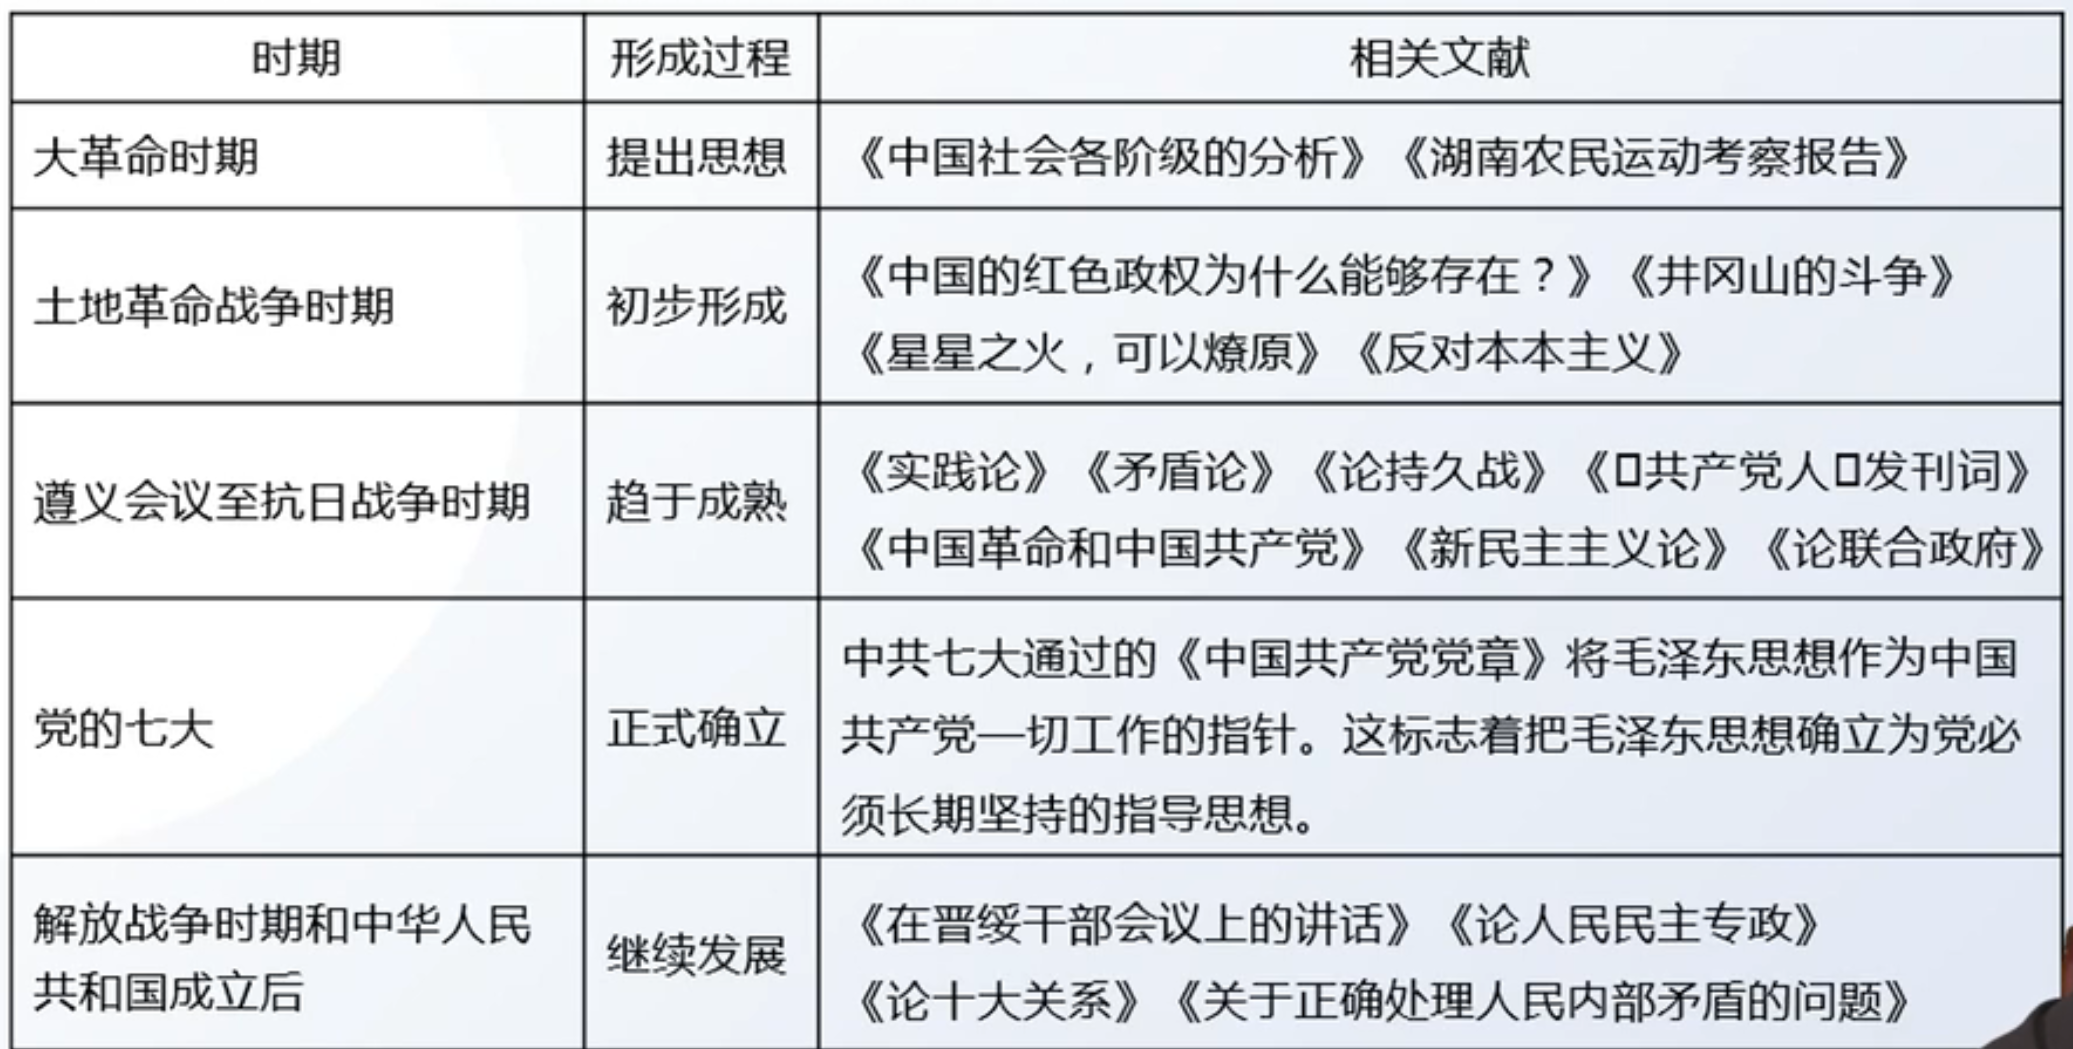 时期 形成过程 相关文献
大革命时期 提出思想 《中国社会各阶级的分析》《湖南农民运动考察报告》
土地革命战争时期 初步形成 《中国的红色政权为什么能够存在？》《井冈山的斗争》
《星星之火，可以燎原》《反对本本主义》
遵义会议至抗日战争时期 趋于成熟 《实践论》《矛盾论》《论持久战》《▯共产党人▯发刊词》
《中国革命和中国共产党》《新民主主义论》《论联合政府》
党的七大 正式确立 中共七大通过的《中国共产党党章》将毛泽东思想作为中国
共产党一切工作的指针。这标志着把毛泽东思想确立为党必
须长期坚持的指导思想。
解放战争时期和中华人民
共和国成立后 继续发展 《在晋绥干部会议上的讲话》《论人民民主专政》
《论十大关系》《关于正确处理人民内部矛盾的问题》